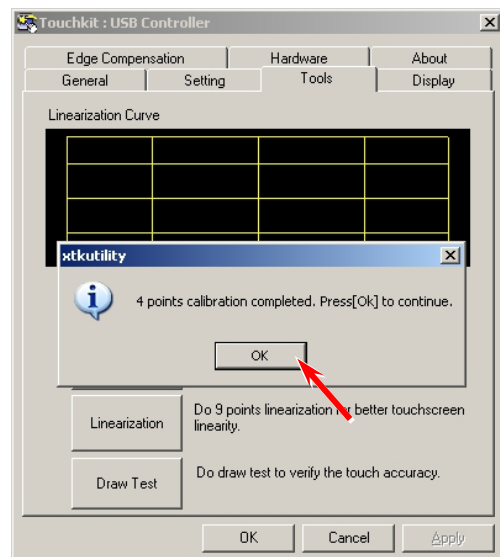 Touchkit : USB Controller
Edge Compensation Hardware About
General Setting Tools Display
Linearization Curve
xtkutility
4 points calibration completed. Press[Ok] to continue.
OK
Linearization
Do 9 points linearization for better touchscreen
linearity.
Draw Test
Do draw test to verify the touch accuracy.
OK Cancel Apply